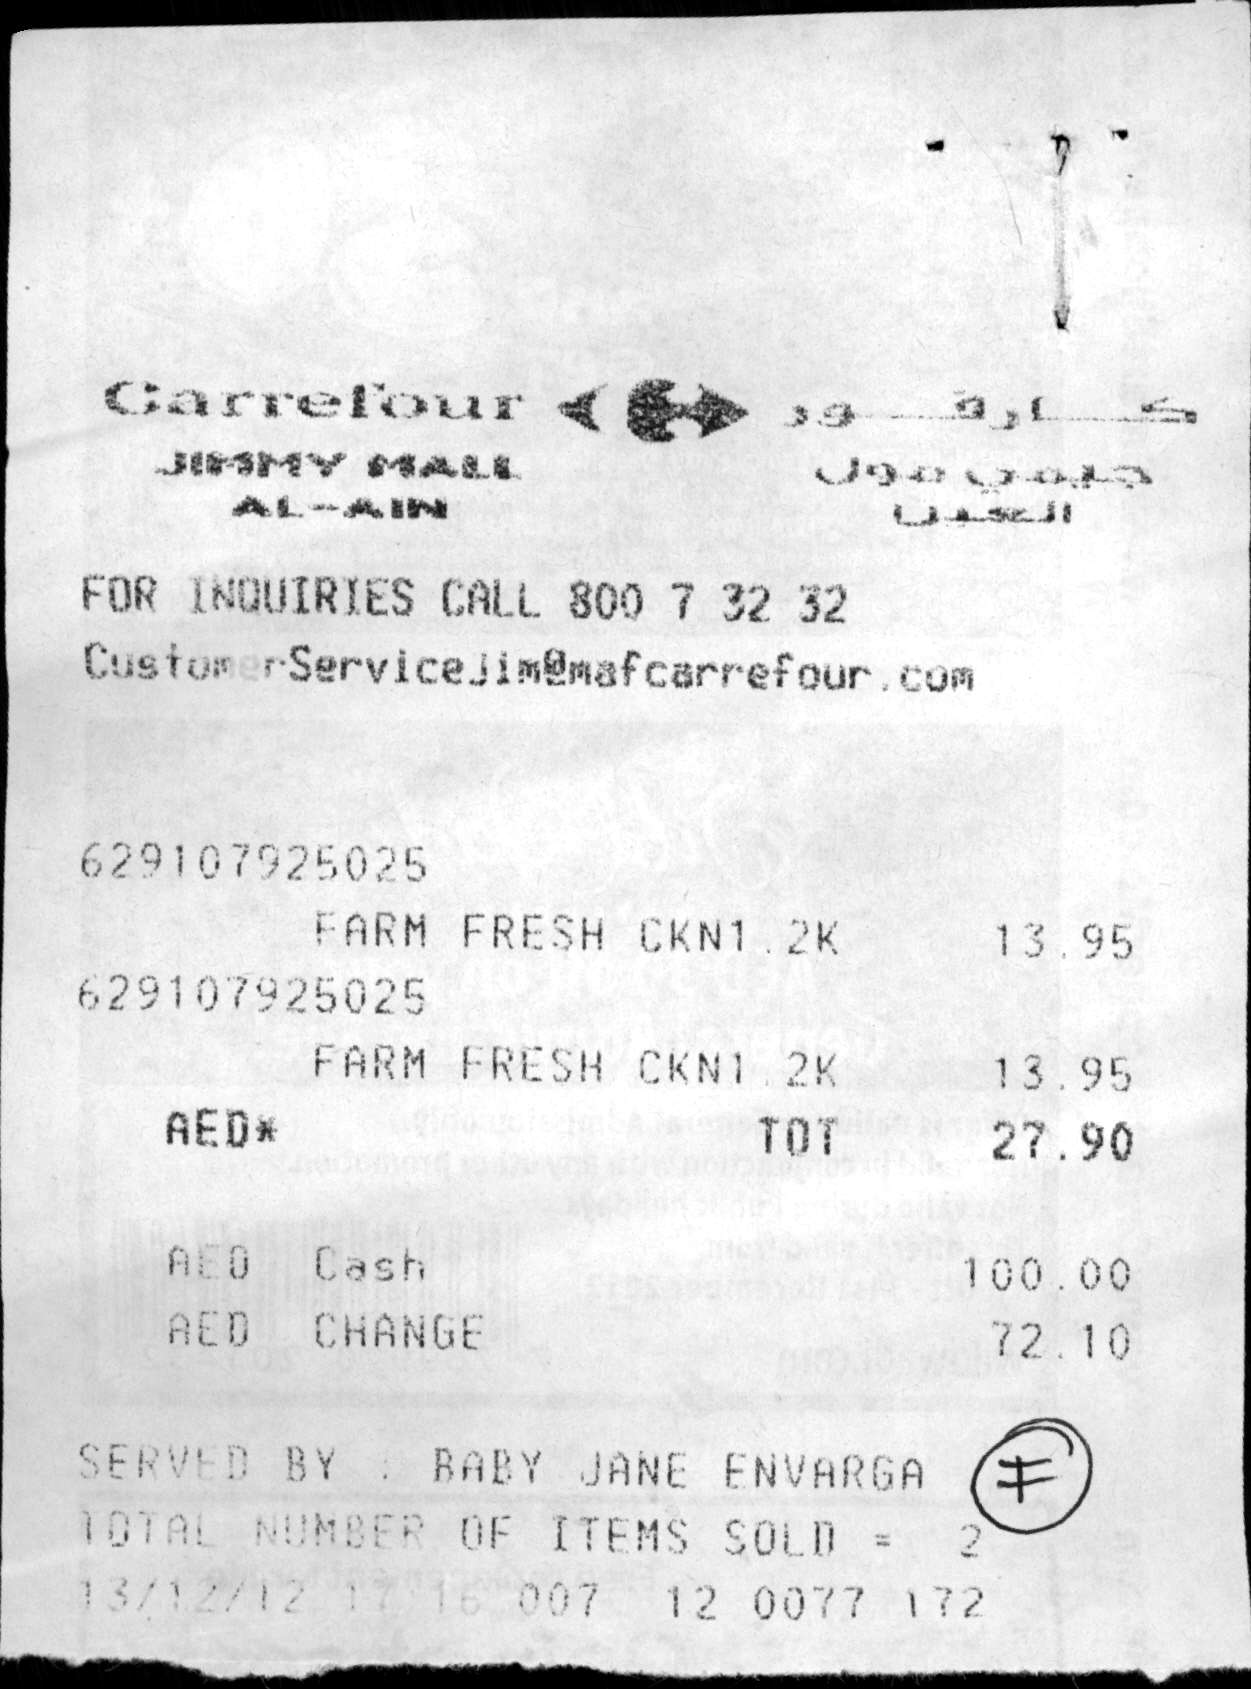 Carrefour كارفور
JIMMY MALL جيمي مول
AL-AIN العين
FOR INQUIRIES CALL 800 7 32 32
CustomerServiceJim@mafcarrefour.com
629107925025
FARM FRESH CKN1.2K 13.95
629107925025
FARM FRESH CKN1.2K 13.95
AED* TOT 27.90
AED Cash 100.00
AED CHANGE 72.10
SERVED BY : BABY JANE ENVARGA
TOTAL NUMBER OF ITEMS SOLD = 2
13/12/12 17 16 007 12 0077 172